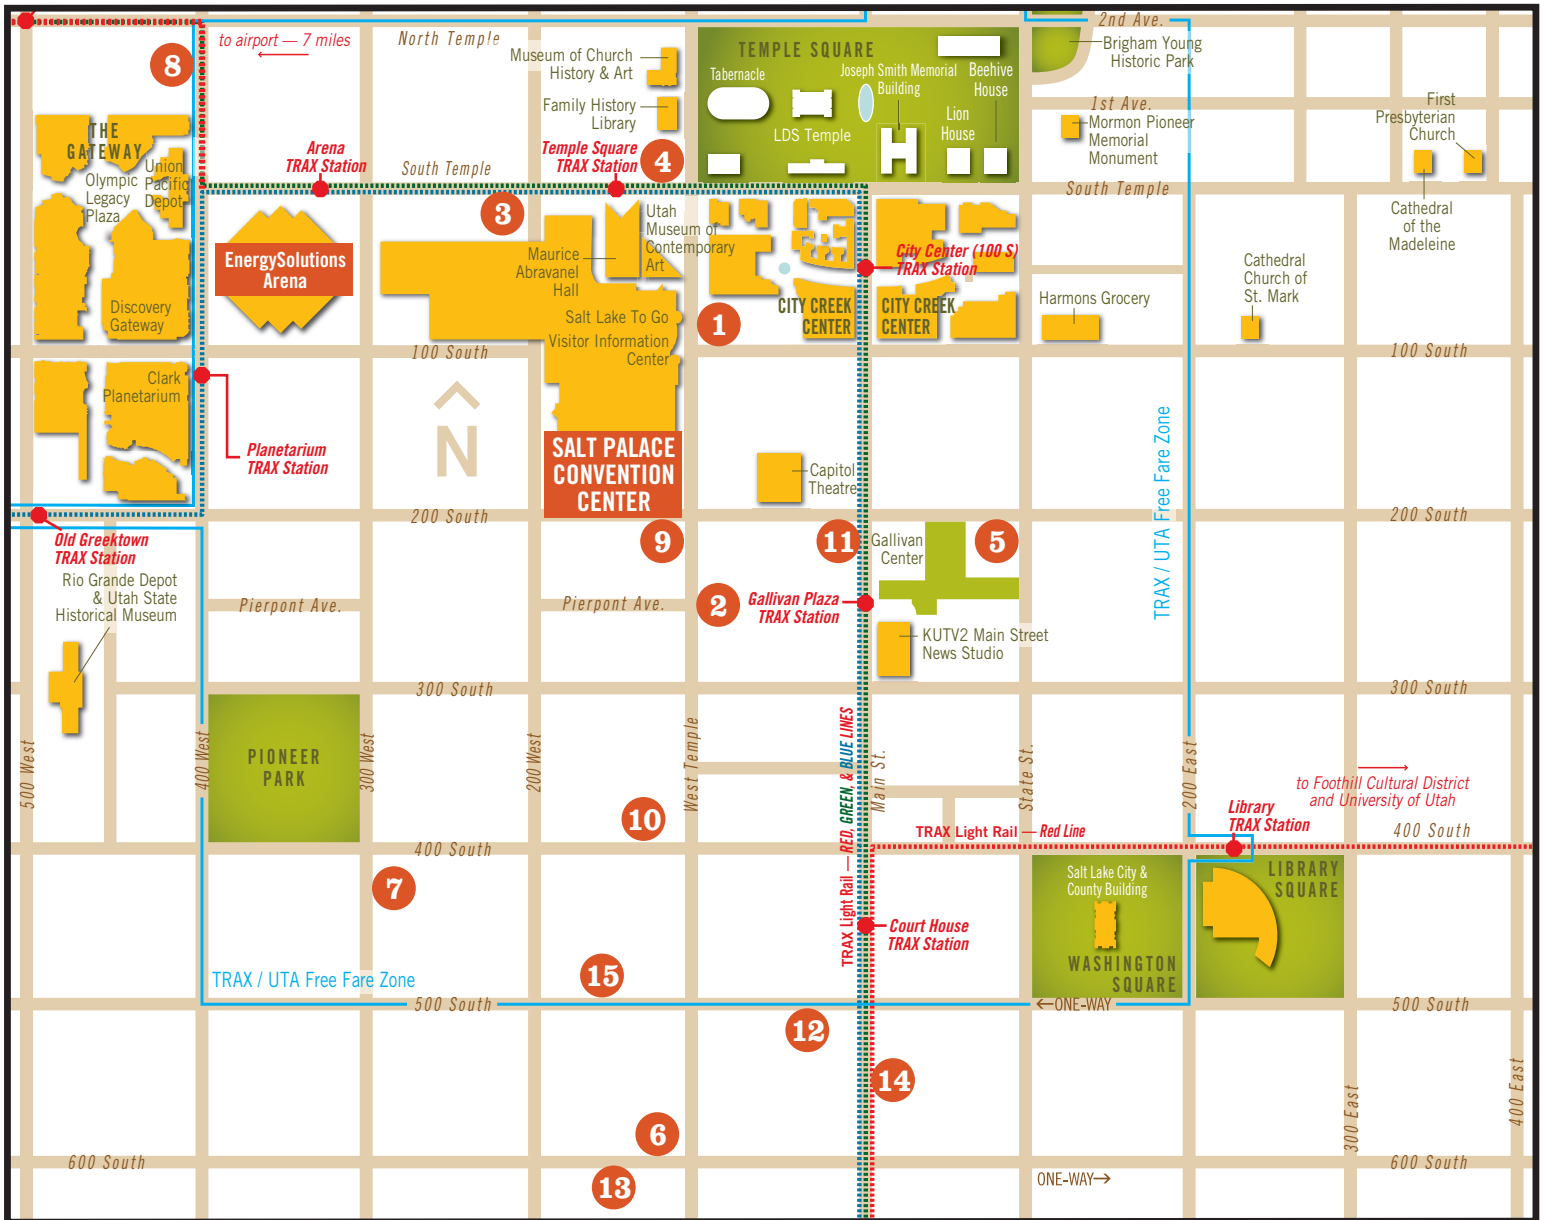 2nd Ave.
to airport — 7 miles
North Temple
8
Museum of Church
History & Art
Family History
Library
TEMPLE SQUARE
Tabernacle
Joseph Smith Memorial
Building
Beehive
House
Lion
House
LDS Temple
Brigham Young
Historic Park
1st Ave.
Mormon Pioneer
Memorial
Monument
First
Presbyterian
Church
THE
GATEWAY
Union
Pacific
Depot
Olympic
Legacy
Plaza
Arena
TRAX Station
South Temple
Temple Square
TRAX Station
4
South Temple
3
Cathedral
of the
Madeleine
EnergySolutions
Arena
Utah
Museum of
Contemporary
Art
Maurice
Abravanel
Hall
City Center (100 S)
TRAX Station
Cathedral
Church of
St. Mark
Discovery
Gateway
Salt Lake To Go
Visitor Information
Center
1
CITY CREEK
CENTER
CITY CREEK
CENTER
Harmons Grocery
100 South
100 South
Clark
Planetarium
N
Planetarium
TRAX Station
SALT PALACE
CONVENTION
CENTER
Capitol
Theatre
TRAX / UTA Free Fare Zone
200 South
200 South
Old Greektown
TRAX Station
9
11
Gallivan
Center
5
Rio Grande Depot
& Utah State
Historical Museum
Pierpont Ave.
Pierpont Ave.
2
Gallivan Plaza
TRAX Station
KUTV2 Main Street
News Studio
300 South
300 South
500 West
400 West
PIONEER
PARK
300 West
200 West
West Temple
TRAX Light Rail — RED, GREEN, & BLUE LINES
Main St.
State St.
200 East
to Foothill Cultural District
and University of Utah
Library
TRAX Station
10
TRAX Light Rail — Red Line
400 South
400 South
7
Salt Lake City &
County Building
LIBRARY
SQUARE
Court House
TRAX Station
WASHINGTON
SQUARE
TRAX / UTA Free Fare Zone
15
500 South
←ONE-WAY
500 South
12
14
300 East
400 East
6
600 South
600 South
13
ONE-WAY→